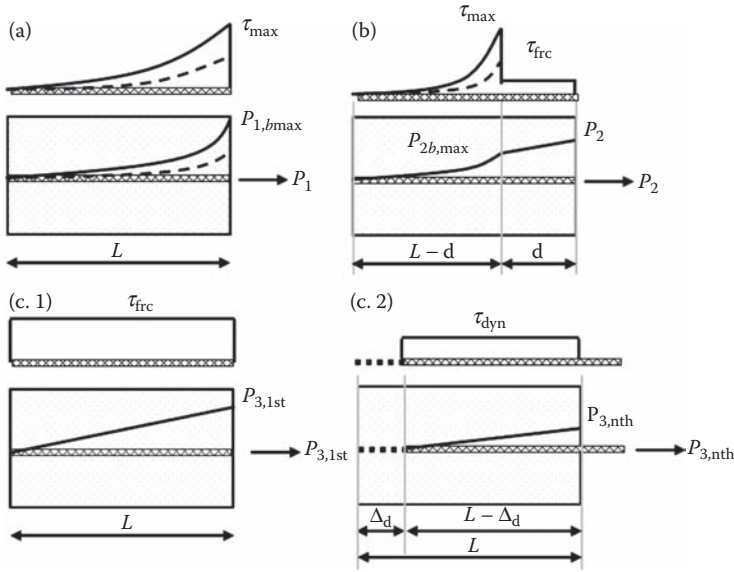 (a)
τmax
P1,bmax
P1
L
(b)
τmax
τfrc
P2b,max
P2
P2
L – d
d
(c. 1)
τfrc
P3,1st
P3,1st
L
(c. 2)
τdyn
P3,nth
P3,nth
Δd
L – Δd
L